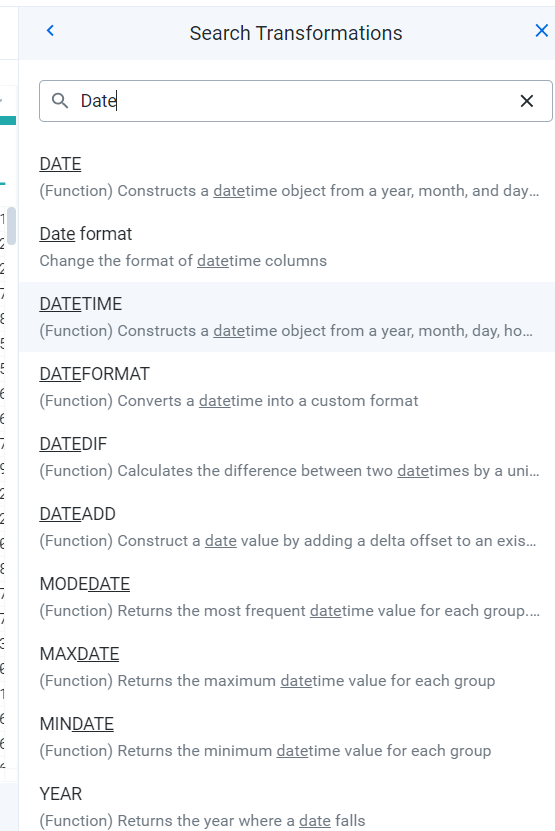 Search Transformations
Date
DATE
(Function) Constructs a datetime object from a year, month, and day...
Date format
Change the format of datetime columns
DATETIME
(Function) Constructs a datetime object from a year, month, day, ho...
DATEFORMAT
(Function) Converts a datetime into a custom format
DATEDIF
(Function) Calculates the difference between two datetimes by a uni...
DATEADD
(Function) Construct a date value by adding a delta offset to an exis...
MODEDATE
(Function) Returns the most frequent datetime value for each group....
MAXDATE
(Function) Returns the maximum datetime value for each group
MINDATE
(Function) Returns the minimum datetime value for each group
YEAR
(Function) Returns the year where a date falls